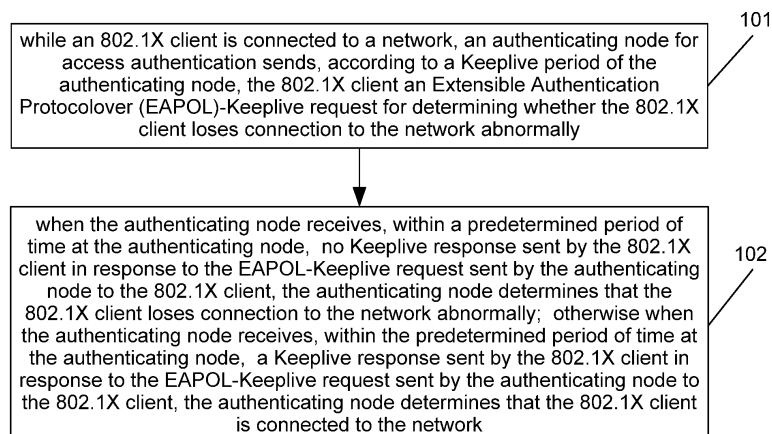 101
while an 802.1X client is connected to a network, an authenticating node for
access authentication sends, according to a Keeplive period of the
authenticating node, the 802.1X client an Extensible Authentication
Protocolover (EAPOL)-Keeplive request for determining whether the 802.1X
client loses connection to the network abnormally
when the authenticating node receives, within a predetermined period of
time at the authenticating node, no Keeplive response sent by the 802.1X
client in response to the EAPOL-Keeplive request sent by the authenticating
node to the 802.1X client, the authenticating node determines that the
802.1X client loses connection to the network abnormally; otherwise when
the authenticating node receives, within the predetermined period of time at
the authenticating node, a Keeplive response sent by the 802.1X client in
response to the EAPOL-Keeplive request sent by the authenticating node to
the 802.1X client, the authenticating node determines that the 802.1X client
is connected to the network
102